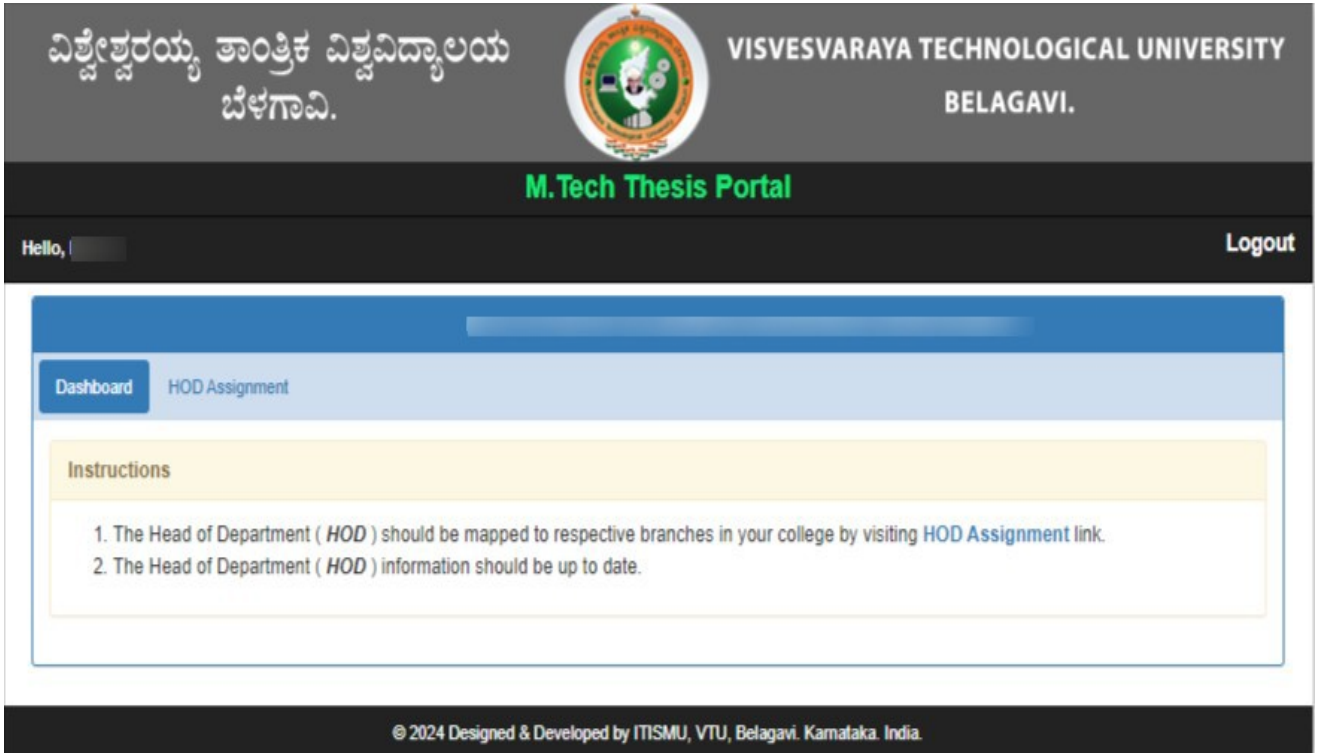 ವಿಶ್ವೇಶ್ವರಯ್ಯ ತಾಂತ್ರಿಕ ವಿಶ್ವವಿದ್ಯಾಲಯ
ಬೆಳಗಾವಿ.
VISVESVARAYA TECHNOLOGICAL UNIVERSITY
BELAGAVI.
M.Tech Thesis Portal
Hello,
Logout
Dashboard
HOD Assignment
Instructions
1. The Head of Department ( HOD ) should be mapped to respective branches in your college by visiting HOD Assignment link.
2. The Head of Department ( HOD ) information should be up to date.
© 2024 Designed & Developed by ITISMU, VTU, Belagavi. Karnataka. India.